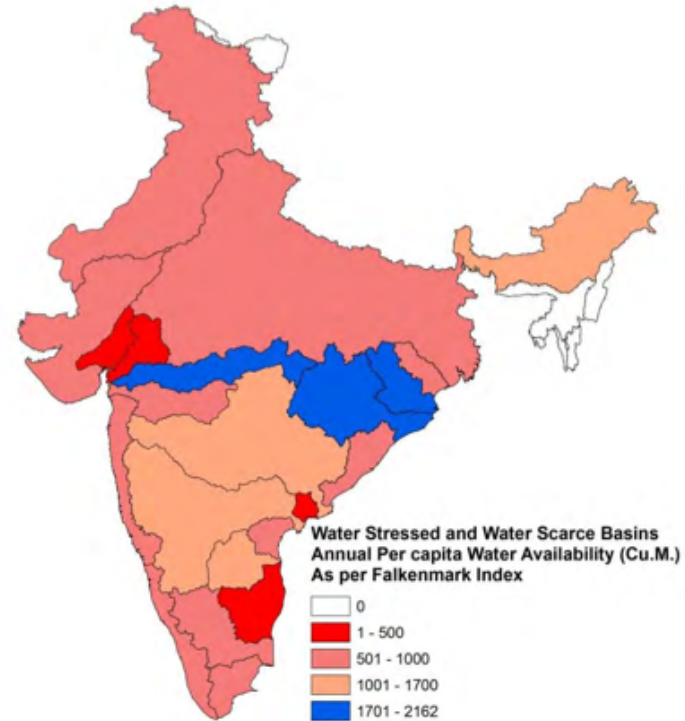 Water Stressed and Water Scarce Basins
Annual Per capita Water Availability (Cu.M.)
As per Falkenmark Index
0
1 - 500
501 - 1000
1001 - 1700
1701 - 2162